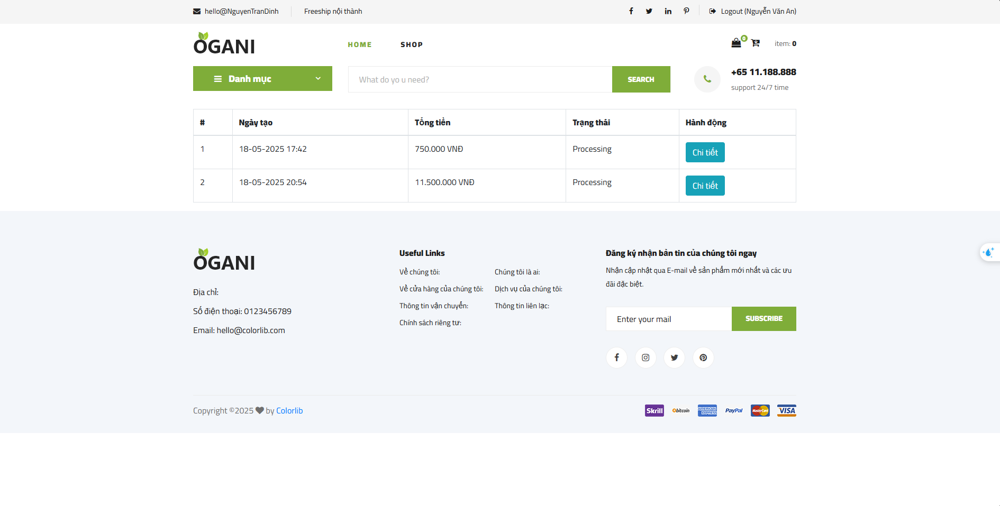 hello@NguyenTranDinh Freeship nội thành Logout (Nguyễn Văn An)
OGANI HOME SHOP 0 item: 0
Danh mục What do yo u need? SEARCH +65 11.188.888
support 24/7 time
# Ngày tạo Tổng tiền Trạng thái Hành động
1 18-05-2025 17:42 750.000 VNĐ Processing Chi tiết
2 18-05-2025 20:54 11.500.000 VNĐ Processing Chi tiết
OGANI
Địa chỉ:
Số điện thoại: 0123456789
Email: hello@colorlib.com
Useful Links
Về chúng tôi: Chúng tôi là ai:
Về cửa hàng của chúng tôi: Dịch vụ của chúng tôi:
Thông tin vận chuyển: Thông tin liên lạc:
Chính sách riêng tư:
Đăng ký nhận bản tin của chúng tôi ngay
Nhận cập nhật qua E-mail về sản phẩm mới nhất và các ưu
đãi đặc biệt.
Enter your mail SUBSCRIBE
Copyright ©2025 by Colorlib Skrill bitcoin AMERICAN EXPRESS PayPal MasterCard VISA